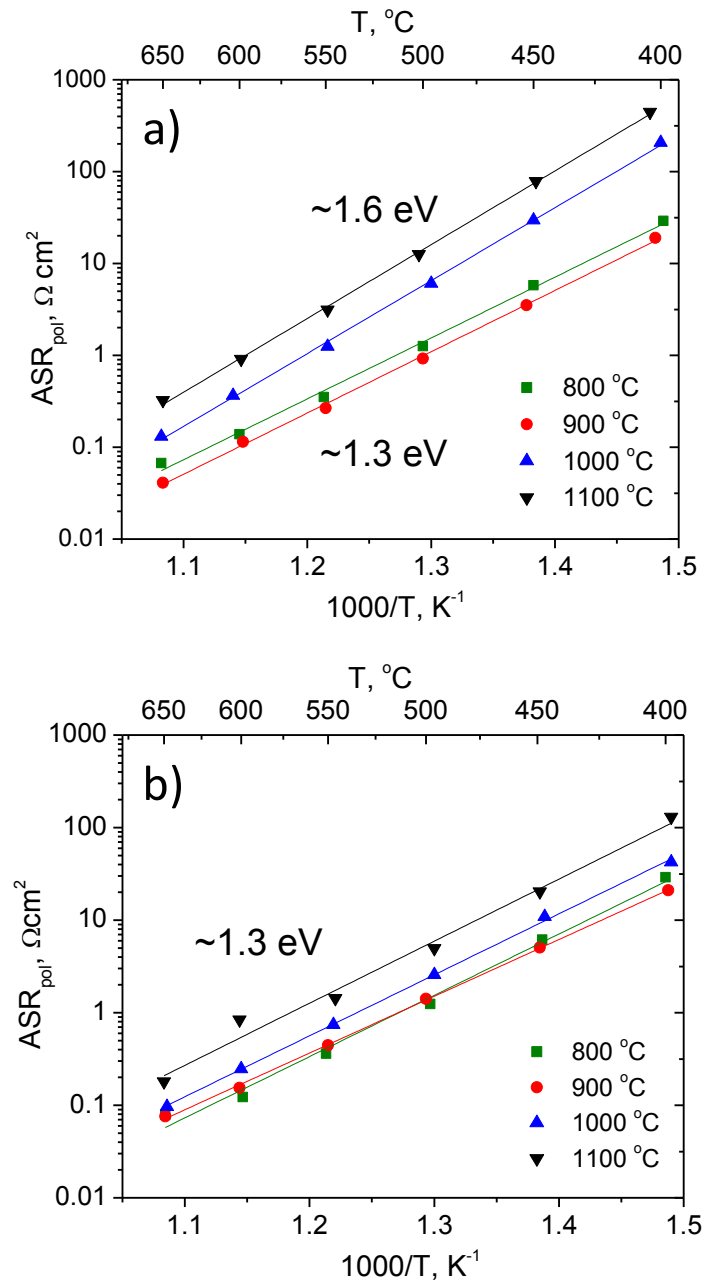 T, °C
650 600 550 500 450 400
1000
100
10
1
0.1
0.01
ASRpol, Ω cm²
a)
~1.6 eV
~1.3 eV
800 °C
900 °C
1000 °C
1100 °C
1.1 1.2 1.3 1.4 1.5
1000/T, K⁻¹
T, °C
650 600 550 500 450 400
1000
100
10
1
0.1
0.01
ASRpol, Ωcm²
b)
~1.3 eV
800 °C
900 °C
1000 °C
1100 °C
1.1 1.2 1.3 1.4 1.5
1000/T, K⁻¹